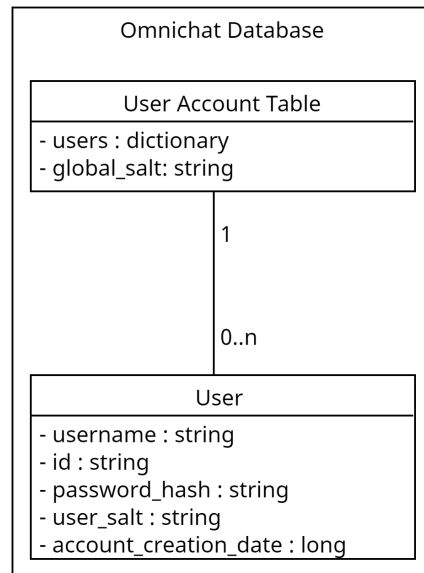 Omnichat Database
User Account Table
- users : dictionary
- global_salt: string
1
0..n
User
- username : string
- id : string
- password_hash : string
- user_salt : string
- account_creation_date : long